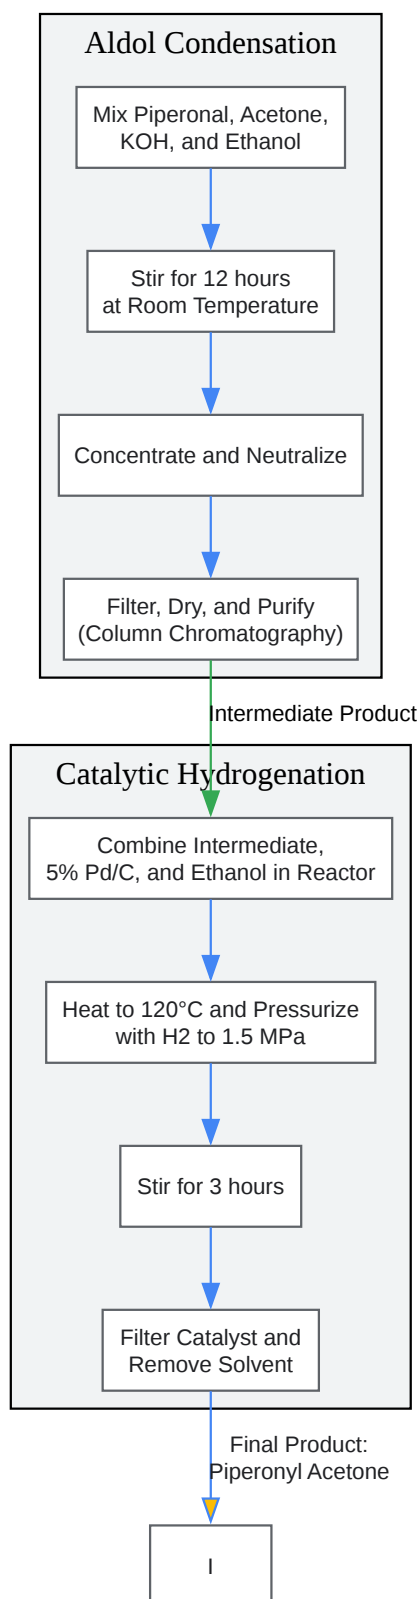 Aldol Condensation
Mix Piperonal, Acetone,
KOH, and Ethanol
Stir for 12 hours
at Room Temperature
Concentrate and Neutralize
Filter, Dry, and Purify
(Column Chromatography)
Intermediate Product
Catalytic Hydrogenation
Combine Intermediate,
5% Pd/C, and Ethanol in Reactor
Heat to 120°C and Pressurize
with H2 to 1.5 MPa
Stir for 3 hours
Filter Catalyst and
Remove Solvent
Final Product:
Piperonyl Acetone
I